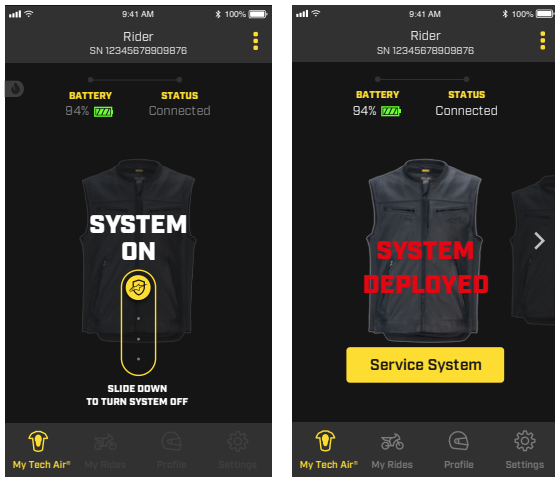 9:41 AM
100%
Rider
SN 12345678909876
BATTERY
STATUS
94%
Connected
SYSTEM
ON
SLIDE DOWN
TO TURN SYSTEM OFF
My Tech Air®
My Rides
Profile
Settings
9:41 AM
100%
Rider
SN 12345678909876
BATTERY
STATUS
94%
Connected
SYSTEM
DEPLOYED
Service System
My Tech Air®
My Rides
Profile
Settings